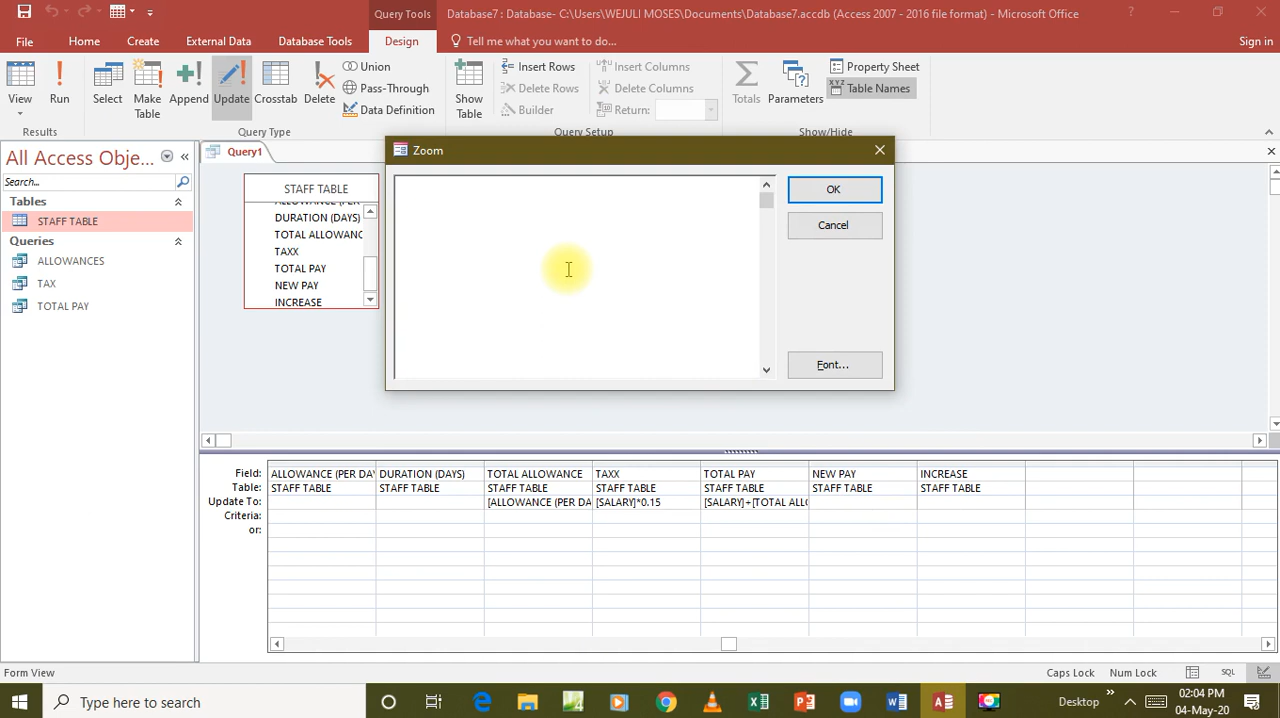 Query Tools
Database7 : Database- C:\Users\WEJULI MOSES\Documents\Database7.accdb (Access 2007 - 2016 file format) - Microsoft Office
File Home Create External Data Database Tools Design Tell me what you want to do... Sign in
View Run Select Make Table Append Update Crosstab Delete
Union
Pass-Through
Data Definition
Show Table
Insert Rows
Delete Rows
Builder
Insert Columns
Delete Columns
Return:
Totals Parameters
Property Sheet
Table Names
Results Query Type Query Setup Show/Hide
All Access Obje...
Search...
Tables
STAFF TABLE
Queries
ALLOWANCES
TAX
TOTAL PAY
Query1
STAFF TABLE
DURATION (DAYS)
TOTAL ALLOWANC
TAXX
TOTAL PAY
NEW PAY
INCREASE
Zoom
OK
Cancel
Font...
Field: ALLOWANCE (PER DAY DURATION (DAYS) TOTAL ALLOWANCE TAXX TOTAL PAY NEW PAY INCREASE
Table: STAFF TABLE STAFF TABLE STAFF TABLE STAFF TABLE STAFF TABLE STAFF TABLE STAFF TABLE
Update To: [ALLOWANCE (PER DA [SALARY]*0.15 [SALARY]+[TOTAL ALLO
Criteria:
or:
Form View Caps Lock Num Lock SQL
Type here to search
Desktop
02:04 PM
04-May-20